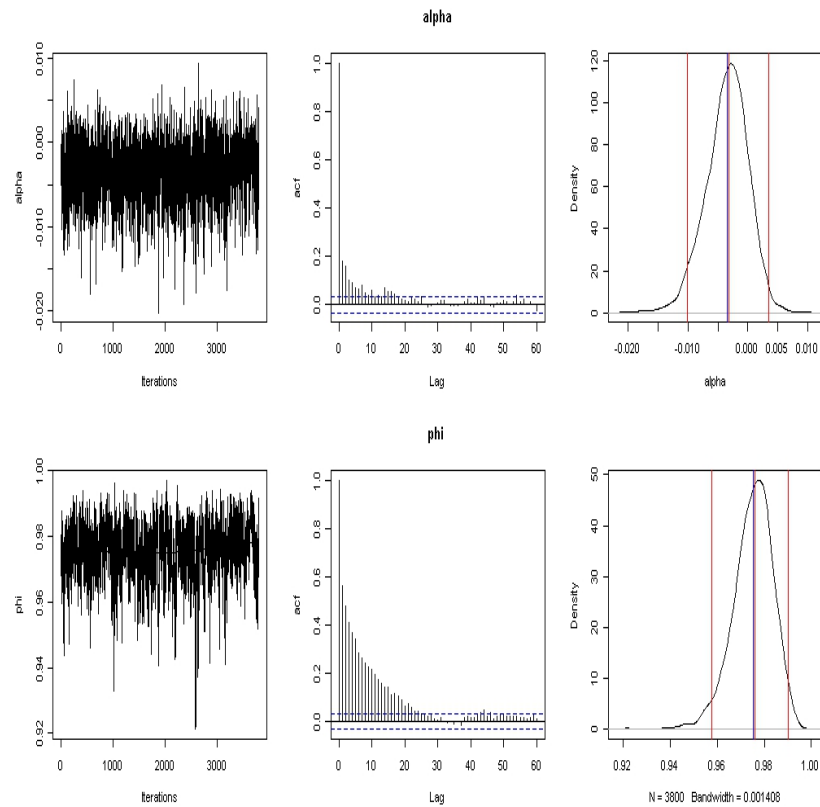 alpha
0.010
0.000
-0.010
-0.020
alpha
0 1000 2000 3000
Iterations
1.0
0.8
0.6
0.4
0.2
0.0
acf
0 10 20 30 40 50 60
Lag
120
100
80
60
40
20
0
Density
-0.020 -0.010 0.000 0.005 0.010
alpha
phi
1.00
0.98
0.96
0.94
0.92
phi
0 1000 2000 3000
Iterations
1.0
0.8
0.6
0.4
0.2
0.0
acf
0 10 20 30 40 50 60
Lag
50
40
30
20
10
0
Density
0.92 0.94 0.96 0.98 1.00
N = 3800 Bandwidth = 0.001408